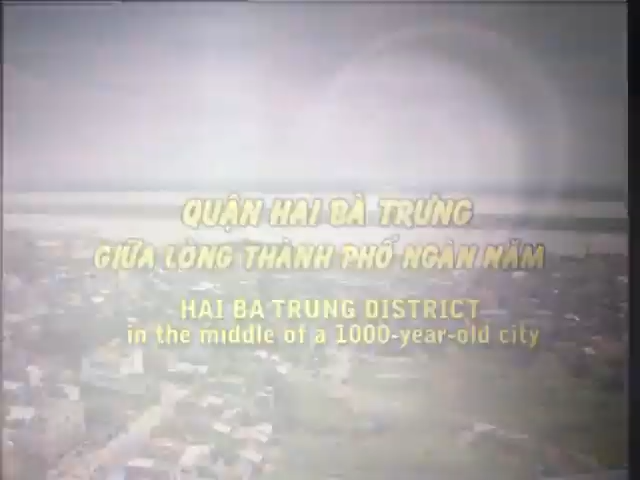 QUẬN HAI BÀ TRƯNG
GIỮA LÒNG THÀNH PHỐ NGÀN NĂM
HAI BA TRUNG DISTRICT
in the middle of a 1000-year-old city